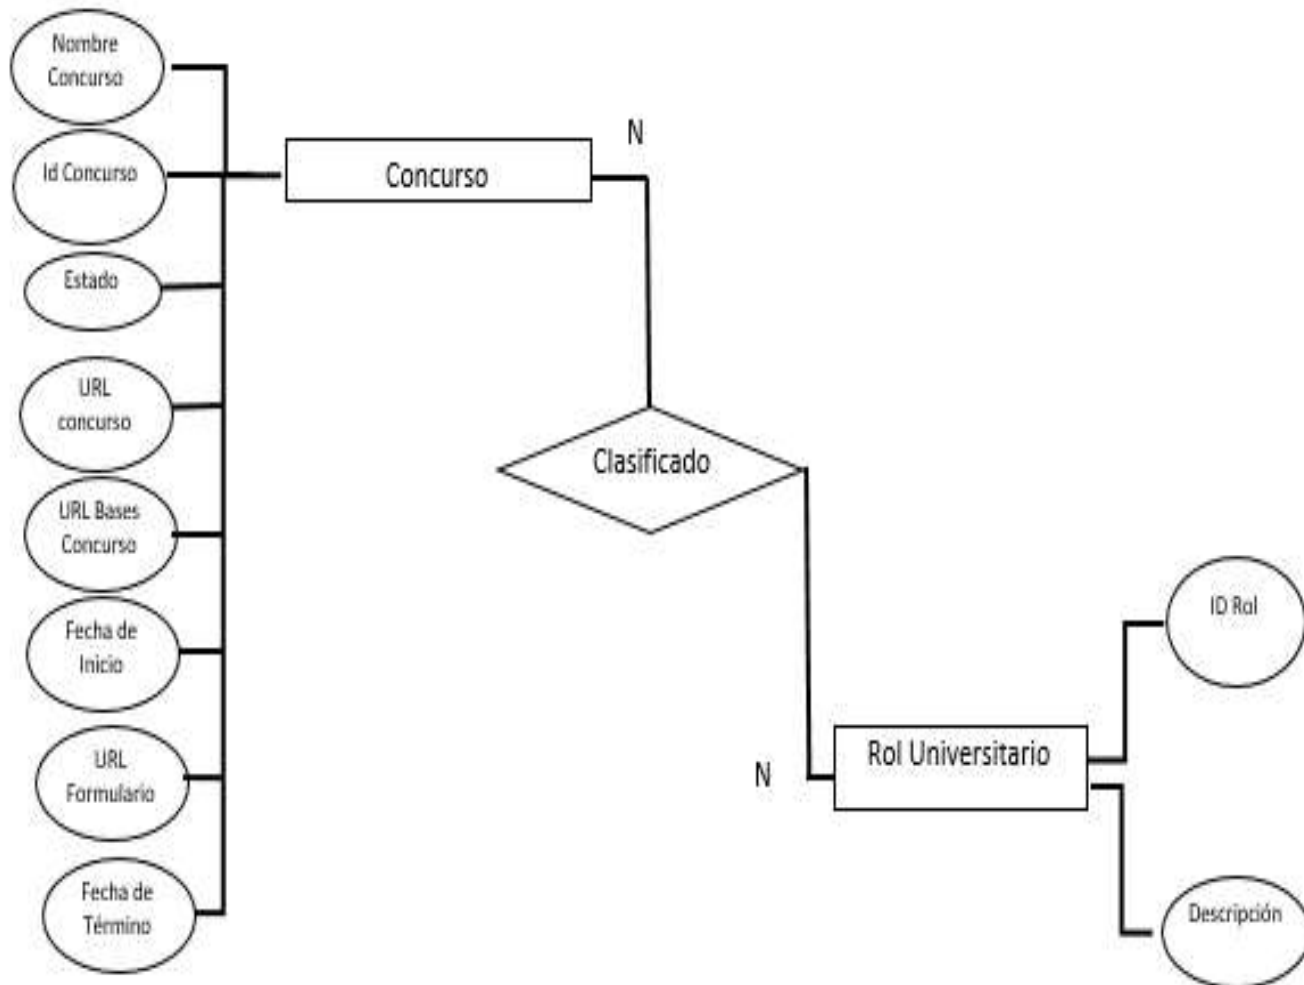 Nombre
Concurso
Id Concurso
Estado
URL
concurso
URL Bases
Concurso
Fecha de
Inicio
URL
Formulario
Fecha de
Término
Concurso
N
Clasificado
N
Rol Universitario
ID Rol
Descripción